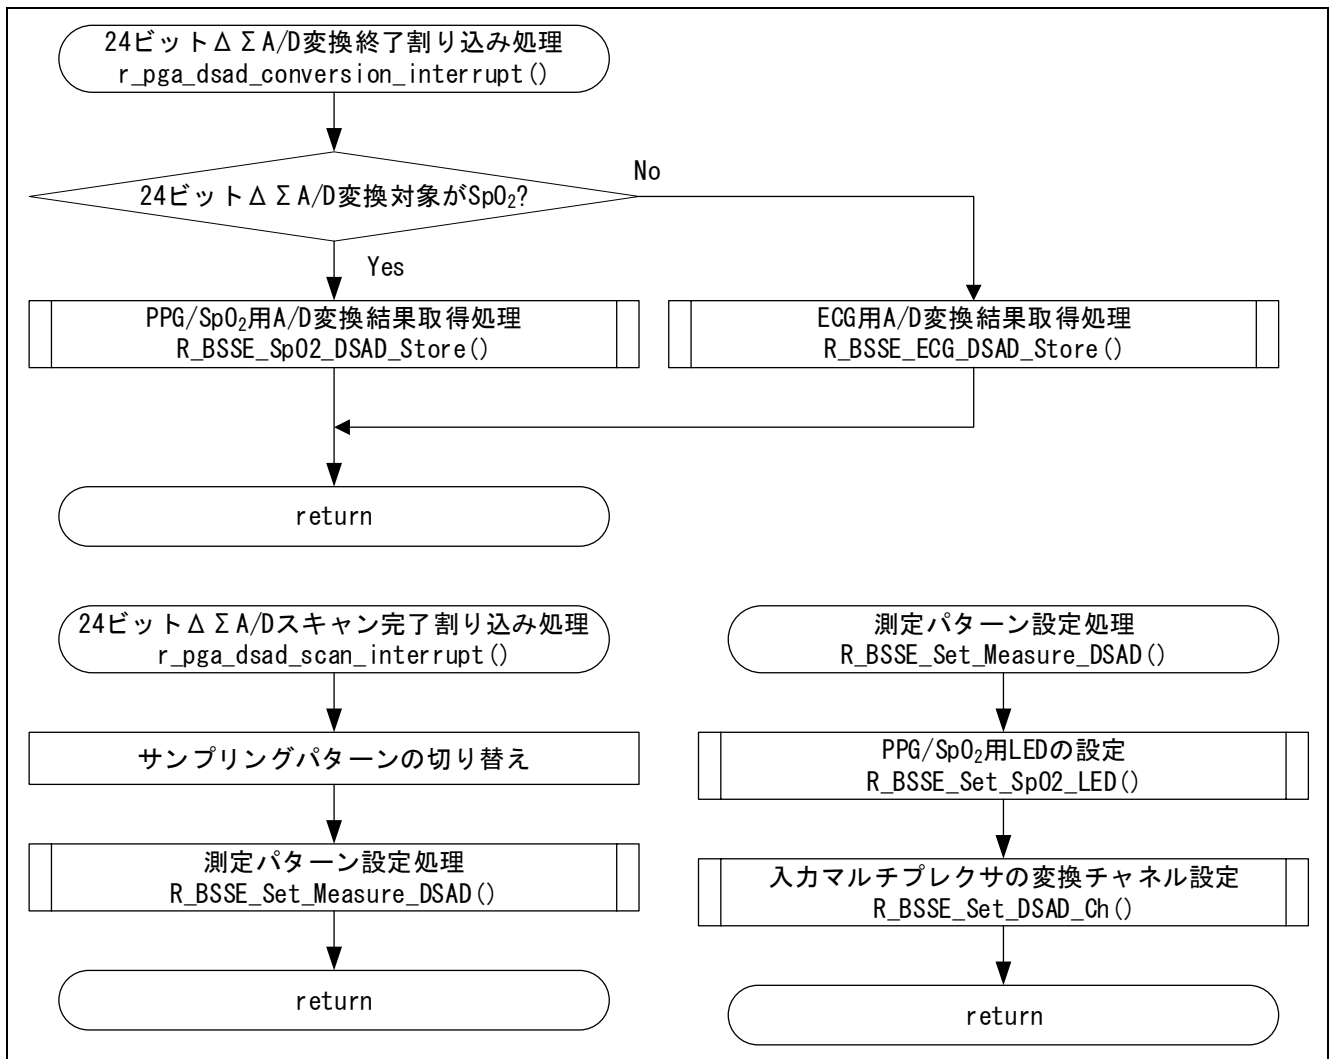 24ビットΔΣA/D変換終了割り込み処理
r_pga_dsad_conversion_interrupt()
24ビットΔΣA/D変換対象がSpO₂?
No
Yes
PPG/SpO₂用A/D変換結果取得処理
R_BSSE_SpO2_DSAD_Store()
ECG用A/D変換結果取得処理
R_BSSE_ECG_DSAD_Store()
return
24ビットΔΣA/Dスキャン完了割り込み処理
r_pga_dsad_scan_interrupt()
サンプリングパターンの切り替え
測定パターン設定処理
R_BSSE_Set_Measure_DSAD()
return
測定パターン設定処理
R_BSSE_Set_Measure_DSAD()
PPG/SpO₂用LEDの設定
R_BSSE_Set_SpO2_LED()
入力マルチプレクサの変換チャネル設定
R_BSSE_Set_DSAD_Ch()
return